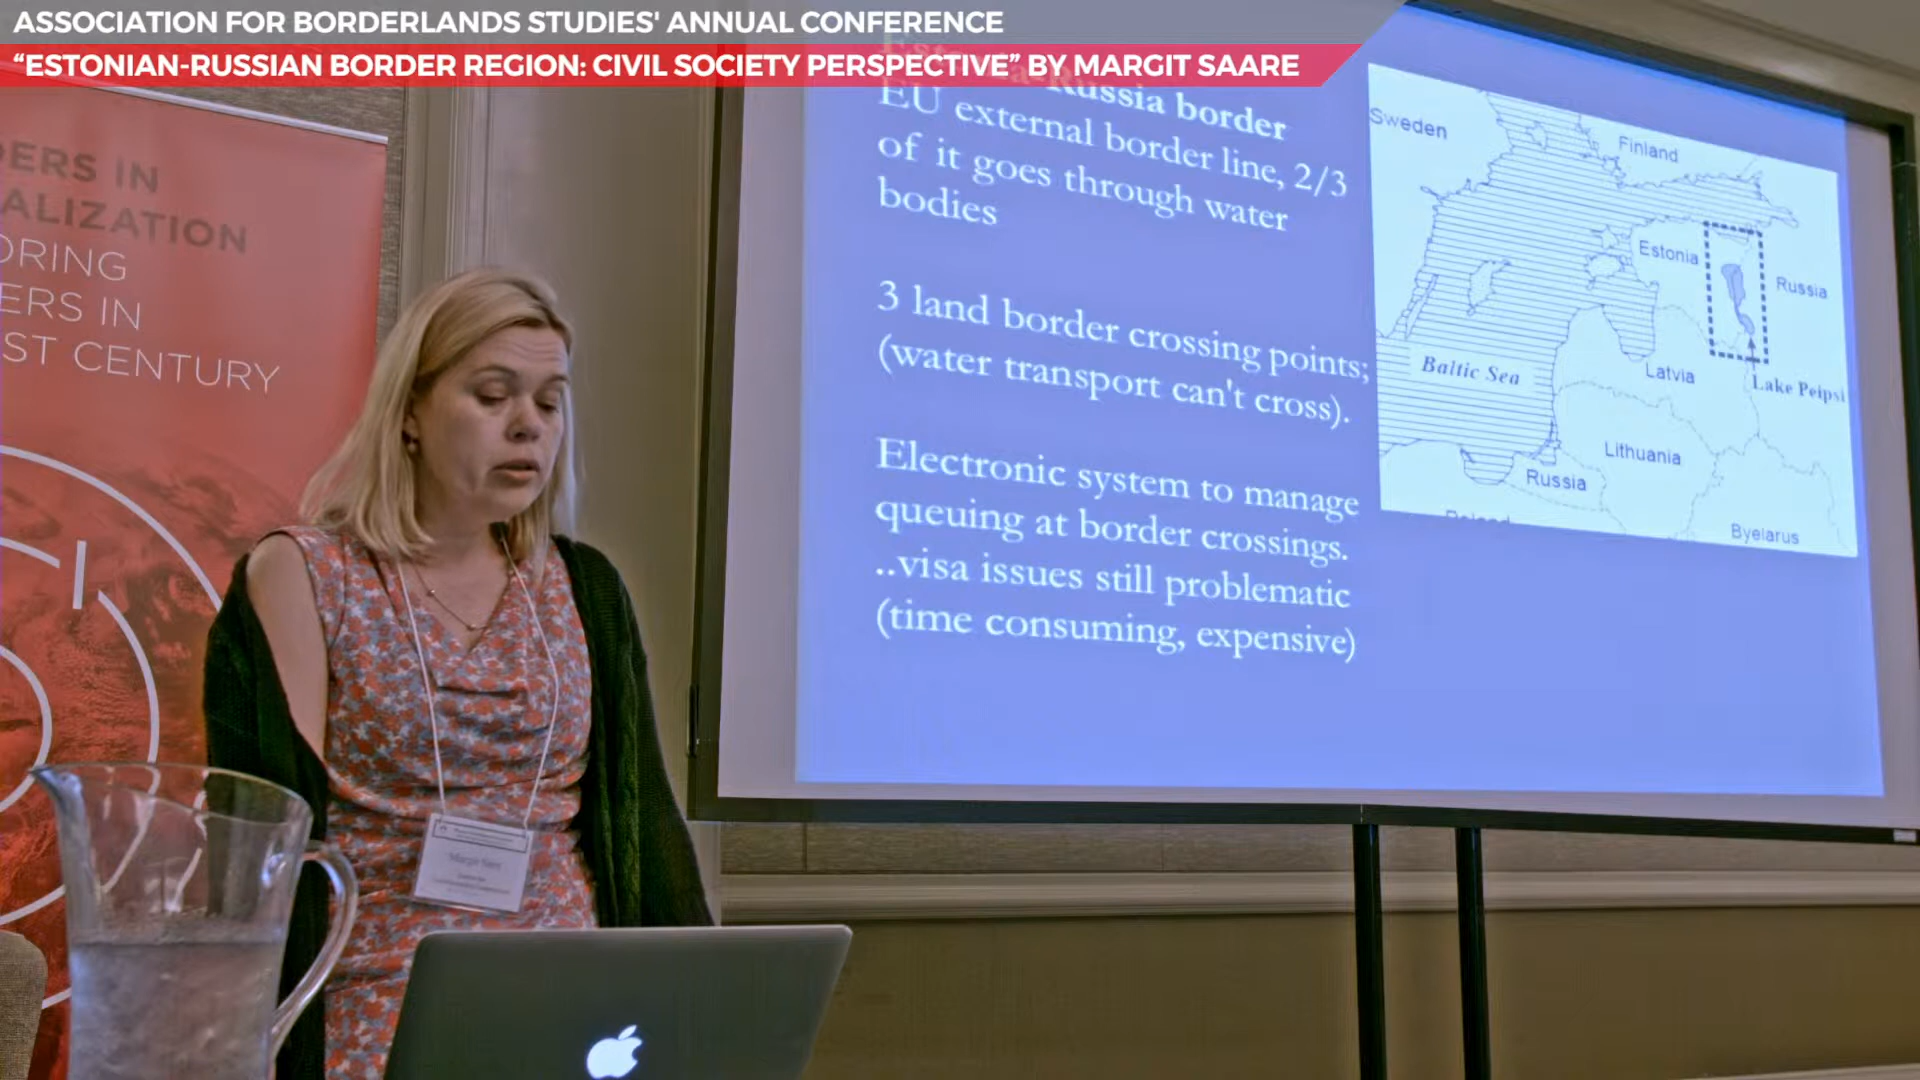 ASSOCIATION FOR BORDERLANDS STUDIES' ANNUAL CONFERENCE
“ESTONIAN-RUSSIAN BORDER REGION: CIVIL SOCIETY PERSPECTIVE” BY MARGIT SAARE
DERS IN
ALIZATION
ORING
ERS IN
ST CENTURY
Russia border
EU external border line, 2/3
of it goes through water
bodies
3 land border crossing points;
(water transport can't cross).
Electronic system to manage
queuing at border crossings.
..visa issues still problematic
(time consuming, expensive)
Sweden
Finland
Estonia
Russia
Baltic Sea
Latvia
Lake Peipsi
Lithuania
Russia
Byelarus